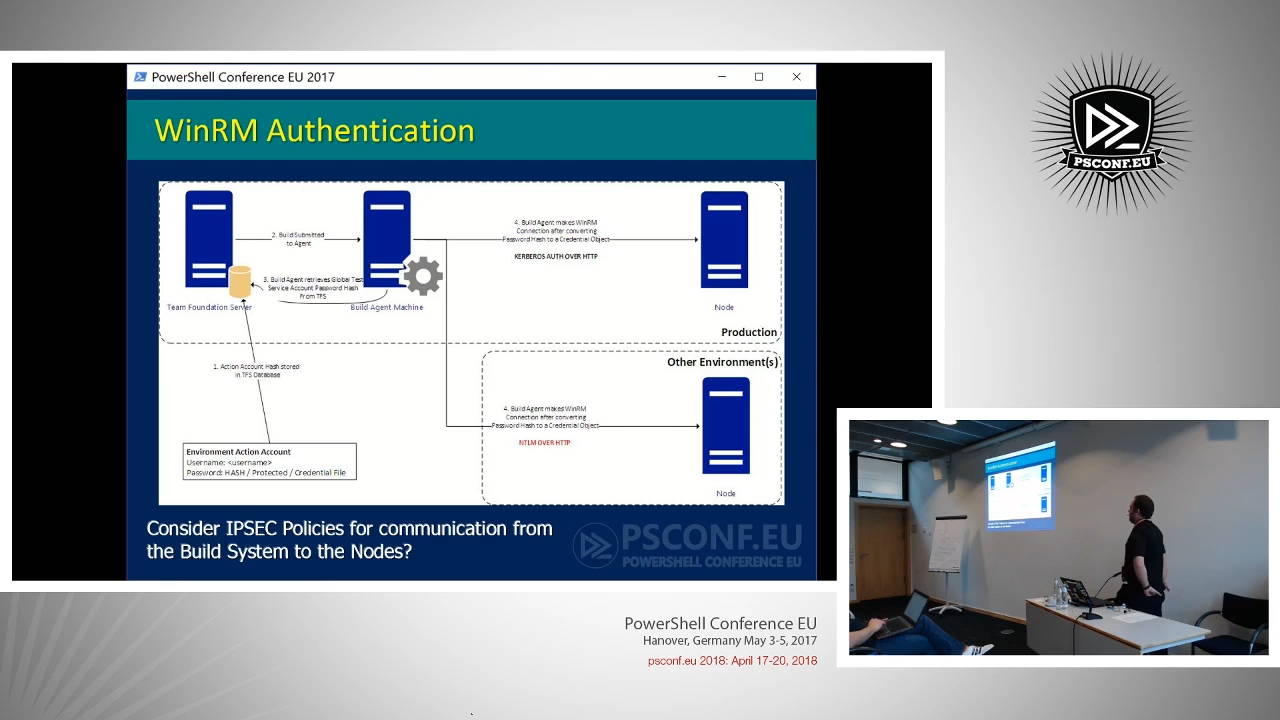 PowerShell Conference EU 2017
WinRM Authentication
2. Build Submitted
to Agent
4. Build Agent makes WinRM
Connection after converting
Password Hash to a Credential Object
KERBEROS AUTH OVER HTTP
3. Build Agent retrieves Global Test
Service Account Password Hash
From TFS
Team Foundation Server
Build Agent Machine
Node
Production
1. Action Account Hash stored
in TFS Database
Other Environment(s)
4. Build Agent makes WinRM
Connection after converting
Password Hash to a Credential Object
NTLM OVER HTTP
Node
Environment Action Account
Username: <username>
Password: HASH / Protected / Credential File
Consider IPSEC Policies for communication from
the Build System to the Nodes?
PSCONF.EU
POWERSHELL CONFERENCE EU
PSCONF.EU
PowerShell Conference EU
Hanover, Germany May 3-5, 2017
psconf.eu 2018: April 17-20, 2018